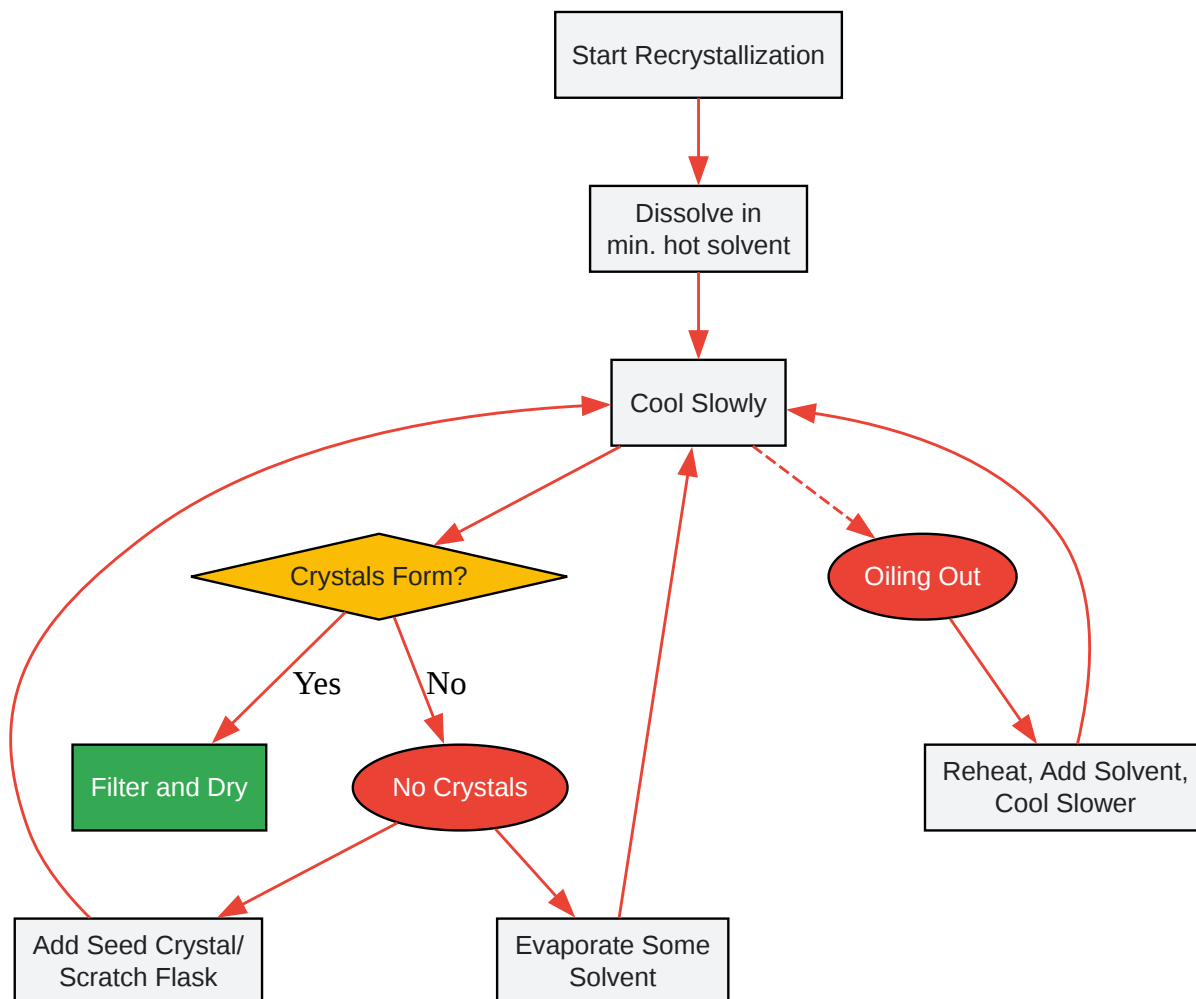 Start Recrystallization
Dissolve in
min. hot solvent
Cool Slowly
Crystals Form?
Oiling Out
Yes
No
Filter and Dry
No Crystals
Reheat, Add Solvent,
Cool Slower
Add Seed Crystal/
Scratch Flask
Evaporate Some
Solvent